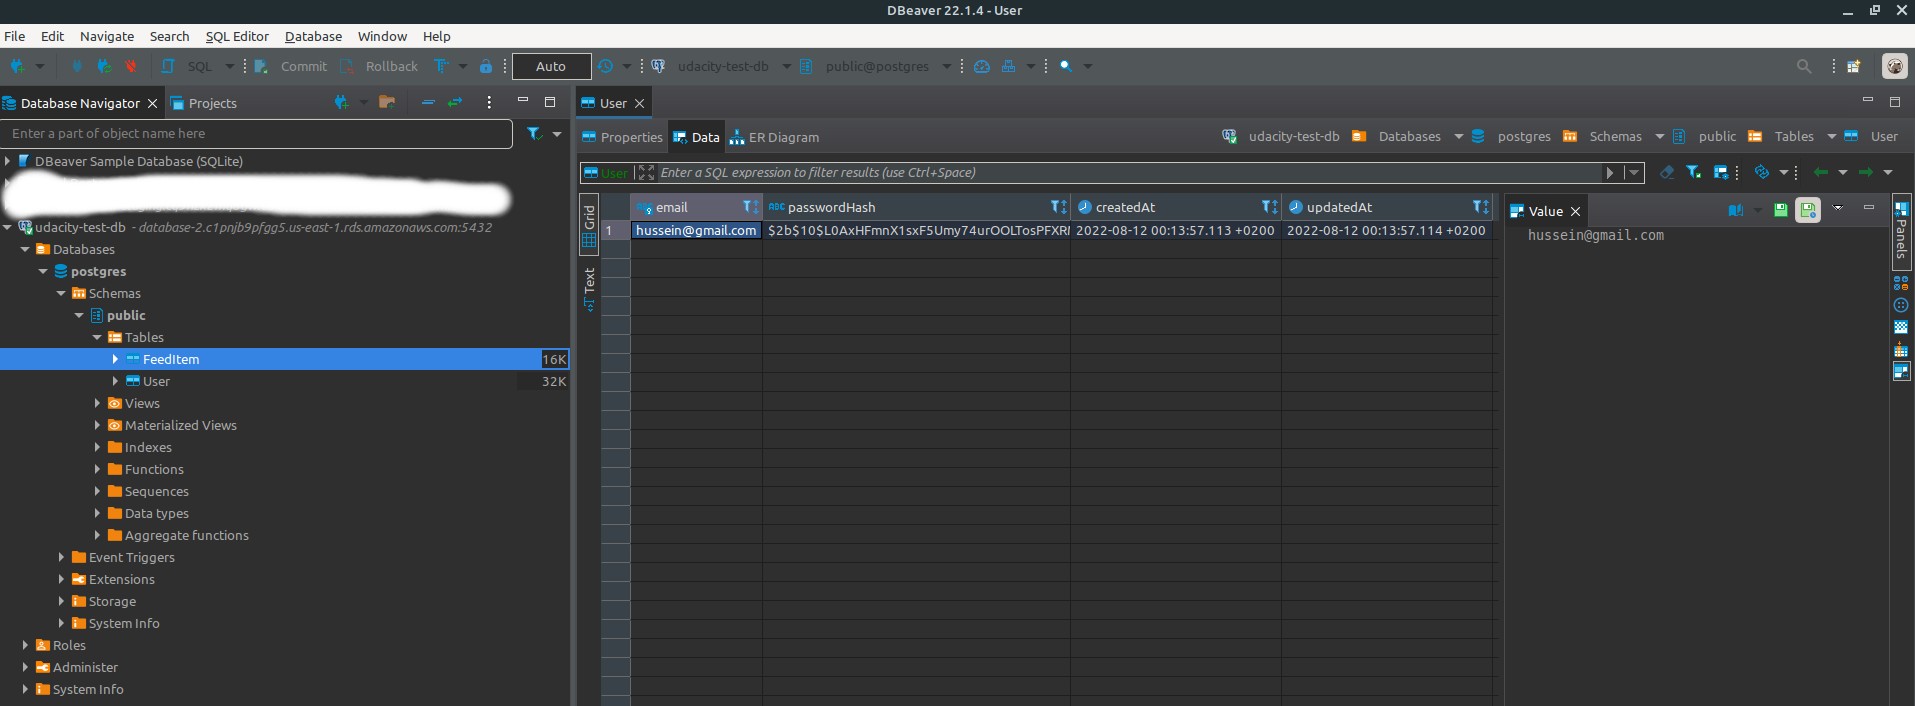 DBeaver 22.1.4 - User
File Edit Navigate Search SQL Editor Database Window Help
SQL Commit Rollback Auto udacity-test-db public@postgres
Database Navigator Projects
Enter a part of object name here
DBeaver Sample Database (SQLite)
udacity-test-db - database-2.c1pnjb9pfgg5.us-east-1.rds.amazonaws.com:5432
Databases
postgres
Schemas
public
Tables
FeedItem 16K
User 32K
Views
Materialized Views
Indexes
Functions
Sequences
Data types
Aggregate functions
Event Triggers
Extensions
Storage
System Info
Roles
Administer
System Info
User
Properties Data ER Diagram udacity-test-db Databases postgres Schemas public Tables User
User Enter a SQL expression to filter results (use Ctrl+Space)
Grid
Text
email ABC passwordHash createdAt updatedAt
1 hussein@gmail.com $2b$10$L0AxHFmnX1sxF5Umy74urOOLTosPFXR 2022-08-12 00:13:57.113 +0200 2022-08-12 00:13:57.114 +0200
Value
hussein@gmail.com
Panels